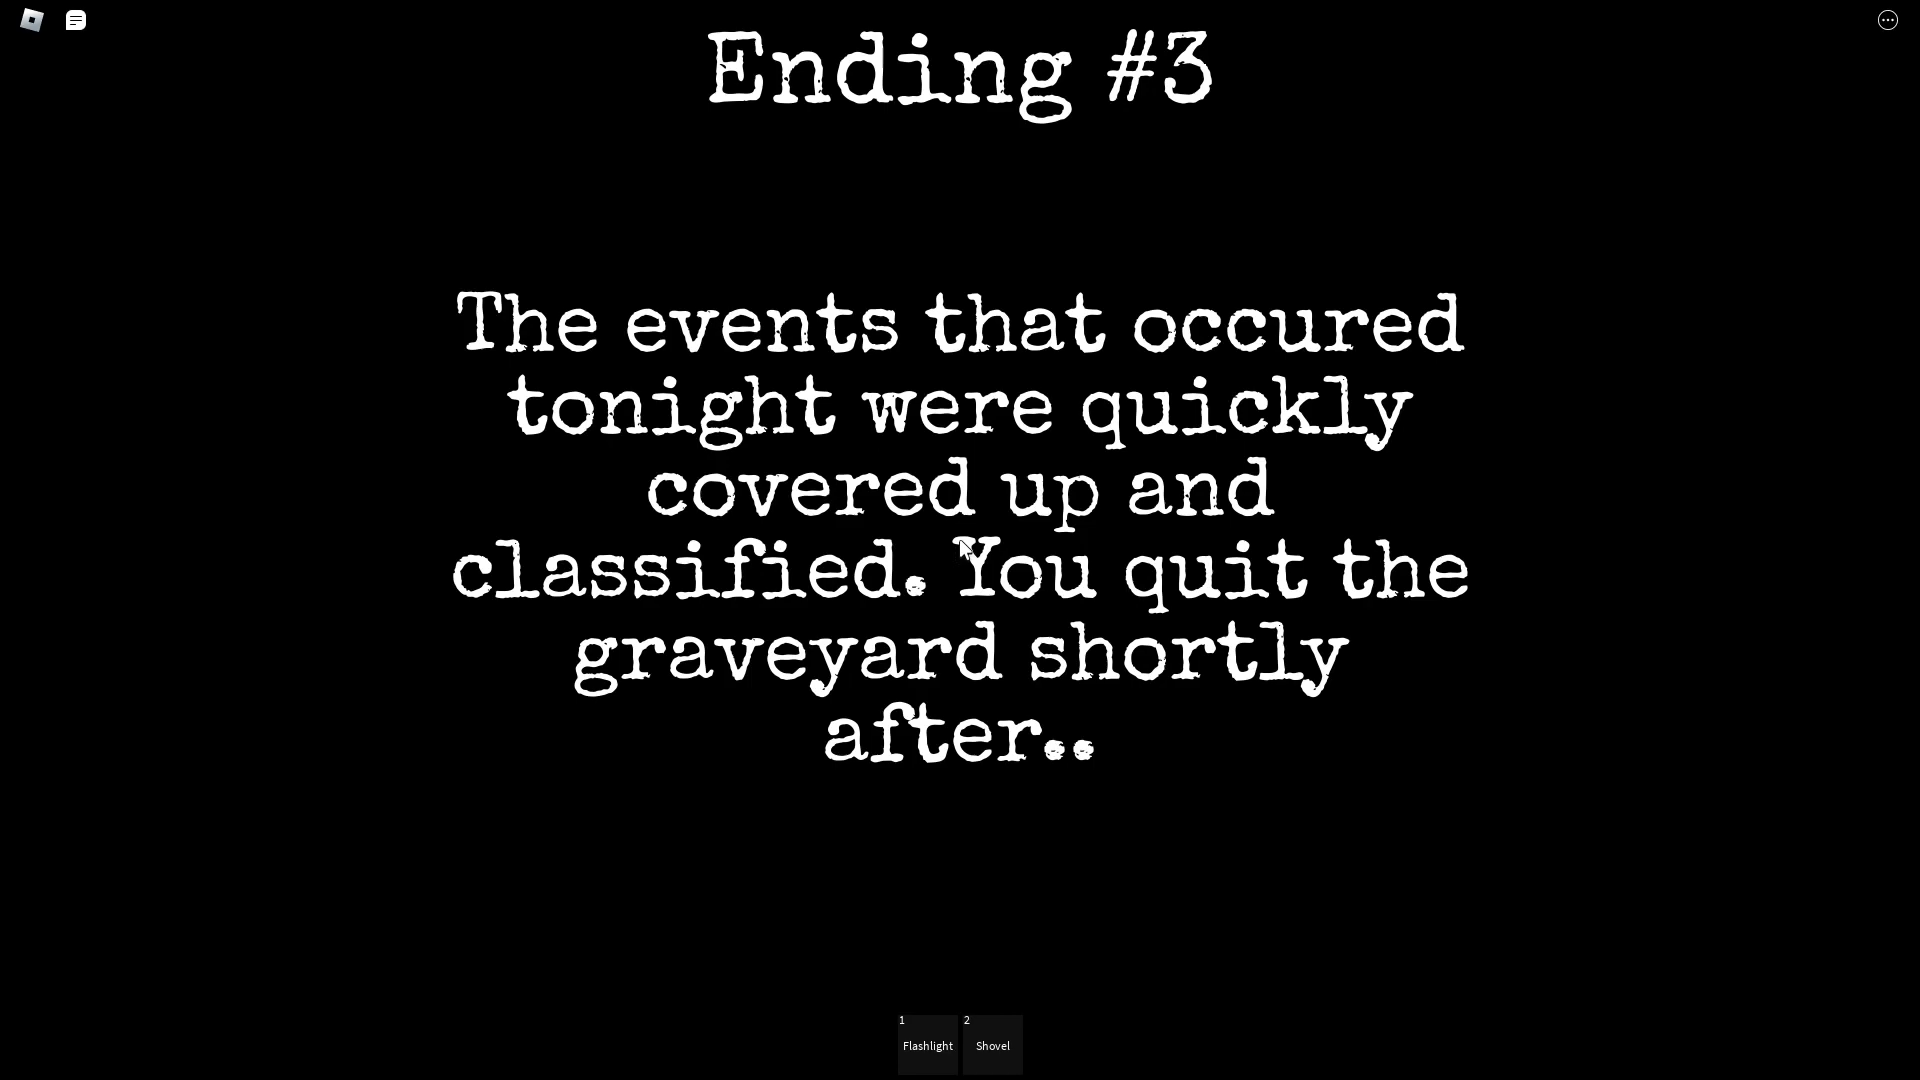 Ending #3
The events that occured
tonight were quickly
covered up and
classified. You quit the
graveyard shortly
after..
1
Flashlight
2
Shovel